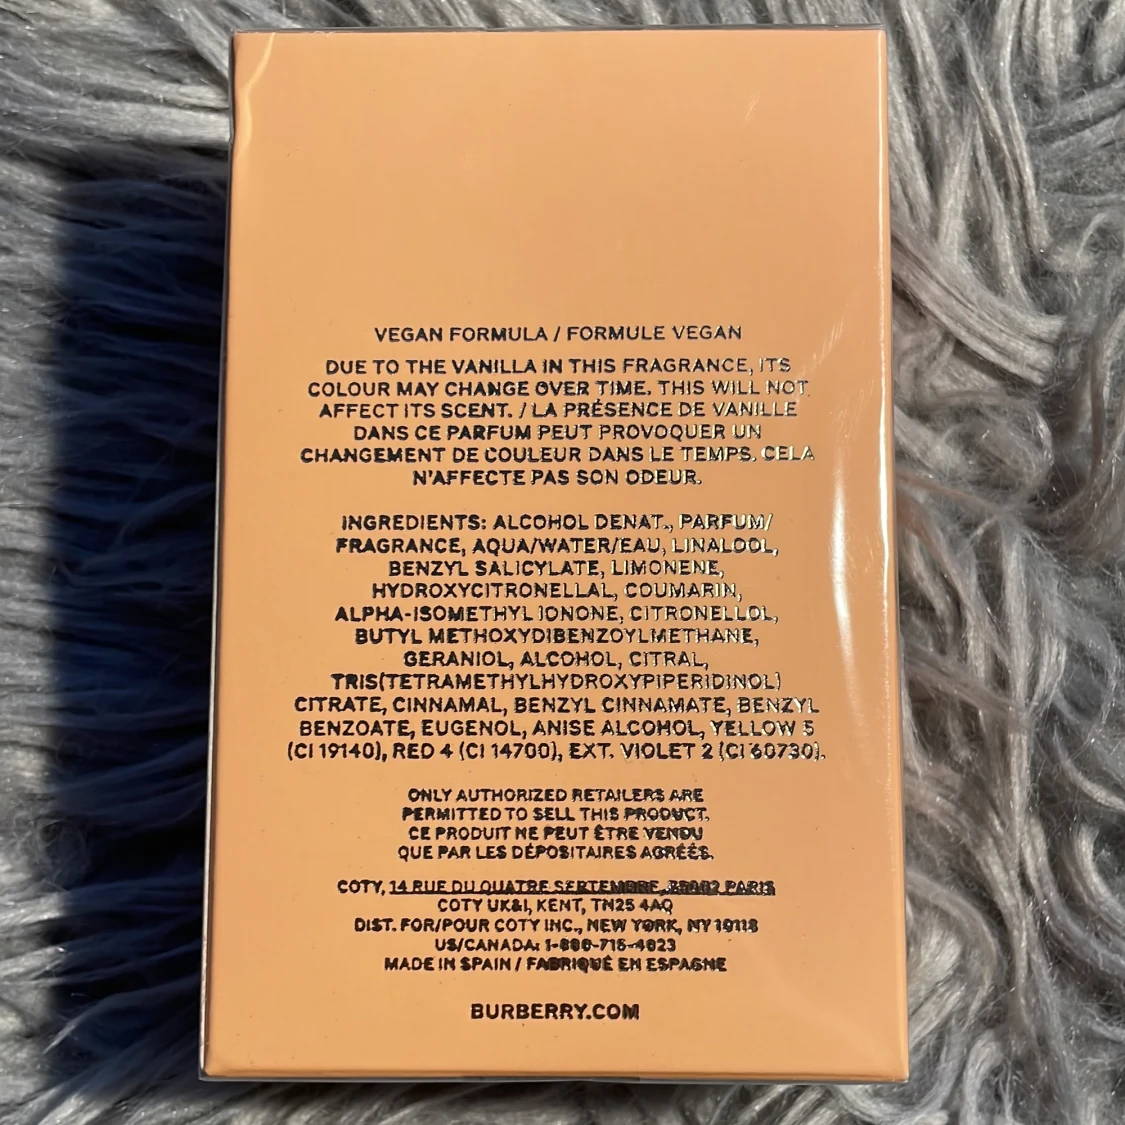 VEGAN FORMULA / FORMULE VEGAN
DUE TO THE VANILLA IN THIS FRAGRANCE, ITS
COLOUR MAY CHANGE OVER TIME. THIS WILL NOT
AFFECT ITS SCENT. / LA PRÉSENCE DE VANILLE
DANS CE PARFUM PEUT PROVOQUER UN
CHANGEMENT DE COULEUR DANS LE TEMPS. CELA
N'AFFECTE PAS SON ODEUR.
INGREDIENTS: ALCOHOL DENAT., PARFUM/
FRAGRANCE, AQUA/WATER/EAU, LINALOOL,
BENZYL SALICYLATE, LIMONENE,
HYDROXYCITRONELLAL, COUMARIN,
ALPHA-ISOMETHYL IONONE, CITRONELLOL,
BUTYL METHOXYDIBENZOYLMETHANE,
GERANIOL, ALCOHOL, CITRAL,
TRIS(TETRAMETHYLHYDROXYPIPERIDINOL)
CITRATE, CINNAMAL, BENZYL CINNAMATE, BENZYL
BENZOATE, EUGENOL, ANISE ALCOHOL, YELLOW 5
(CI 19140), RED 4 (CI 14700), EXT. VIOLET 2 (CI 60730).
ONLY AUTHORIZED RETAILERS ARE
PERMITTED TO SELL THIS PRODUCT.
CE PRODUIT NE PEUT ÊTRE VENDU
QUE PAR LES DÉPOSITAIRES AGRÉÉS.
COTY, 14 RUE DU QUATRE SEPTEMBRE, PARIS
COTY UK&I, KENT, TN25 4AQ
DIST. FOR/POUR COTY INC., NEW YORK, NY 10118
US/CANADA:
MADE IN SPAIN / FABRIQUÉ EN ESPAGNE
BURBERRY.COM